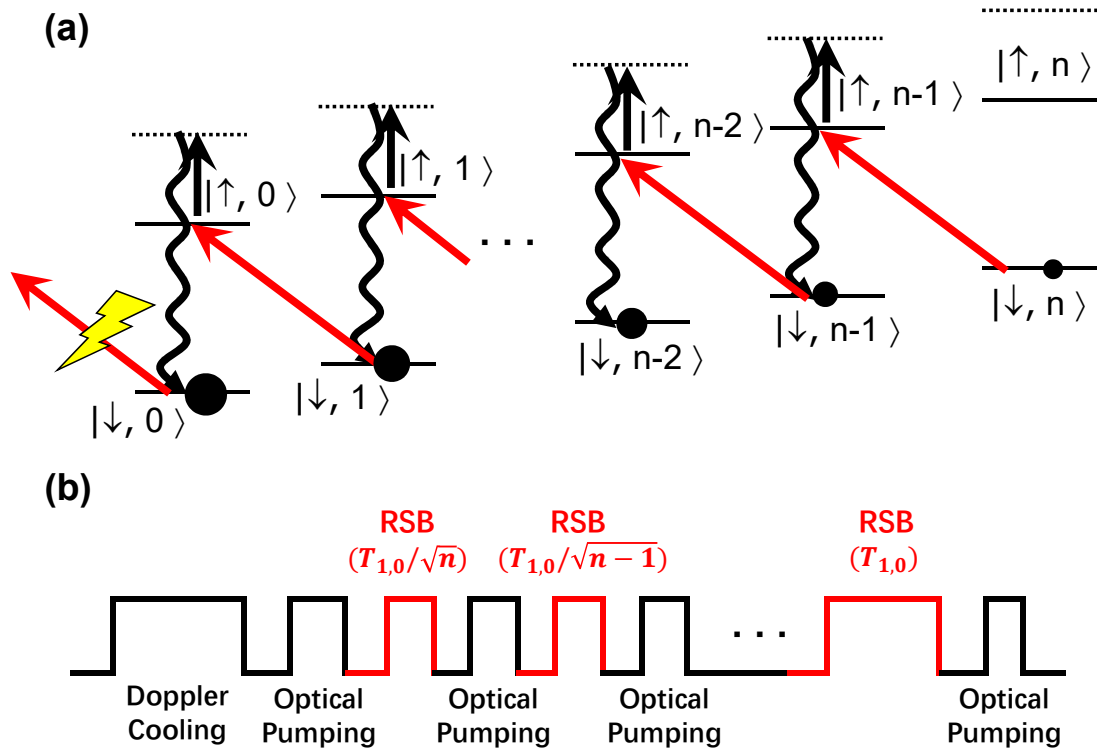 (a)
|↑, n ⟩
|↑, n-1 ⟩
|↑, n-2 ⟩
|↑, 1 ⟩
|↑, 0 ⟩
. . .
|↓, n ⟩
|↓, n-1 ⟩
|↓, n-2 ⟩
|↓, 1 ⟩
|↓, 0 ⟩
(b)
RSB RSB RSB
(T₁,₀/√n) (T₁,₀/√(n − 1)) (T₁,₀)
. . .
Doppler Optical Optical Optical Optical
Cooling Pumping Pumping Pumping Pumping